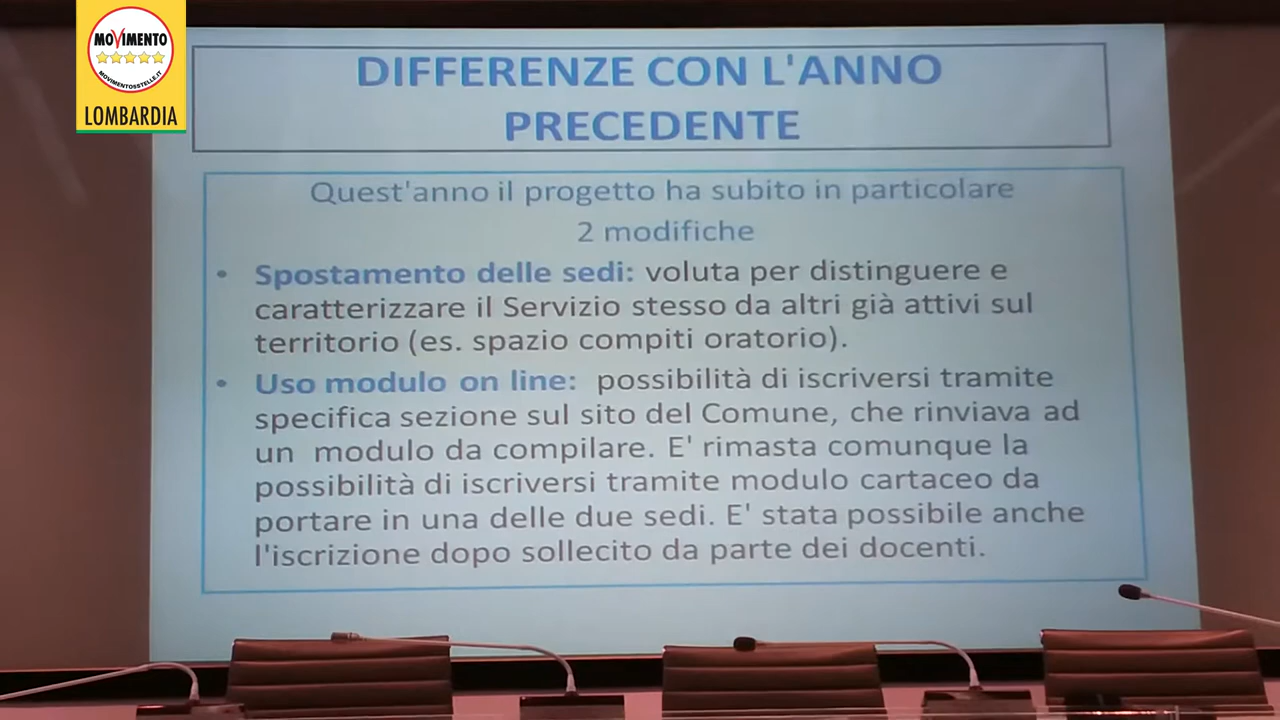 MOVIMENTO
MOVIMENTO5STELLE.IT
LOMBARDIA
DIFFERENZE CON L'ANNO
PRECEDENTE
Quest'anno il progetto ha subito in particolare
2 modifiche
• Spostamento delle sedi: voluta per distinguere e
caratterizzare il Servizio stesso da altri già attivi sul
territorio (es. spazio compiti oratorio).
• Uso modulo on line: possibilità di iscriversi tramite
specifica sezione sul sito del Comune, che rinviava ad
un modulo da compilare. E' rimasta comunque la
possibilità di iscriversi tramite modulo cartaceo da
portare in una delle due sedi. E' stata possibile anche
l'iscrizione dopo sollecito da parte dei docenti.